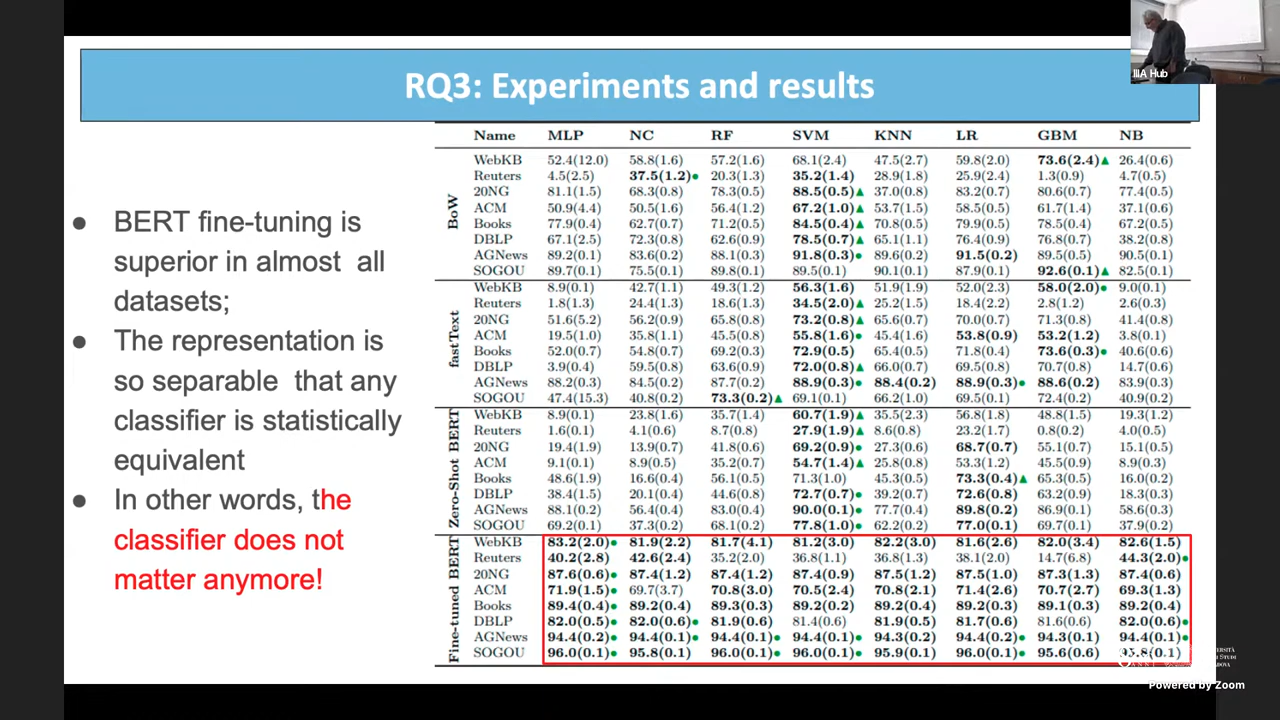 RQ3: Experiments and results
IIIA Hub
● BERT fine-tuning is
superior in almost all
datasets;
● The representation is
so separable that any
classifier is statistically
equivalent
● In other words, the
classifier does not
matter anymore!
Name MLP NC RF SVM KNN LR GBM NB
BoW
WebKB 52.4(12.0) 58.8(1.6) 57.2(1.6) 68.1(2.4) 47.5(2.7) 59.8(2.0) 73.6(2.4)▲ 26.4(0.6)
Reuters 4.5(2.5) 37.5(1.2)● 20.3(1.3) 35.2(1.4) 28.9(1.8) 25.9(2.4) 1.3(0.9) 4.7(0.5)
20NG 81.1(1.5) 68.3(0.8) 78.3(0.5) 88.5(0.5)▲ 37.0(0.8) 83.2(0.7) 80.6(0.7) 77.4(0.5)
ACM 50.9(4.4) 50.5(1.6) 56.4(1.2) 67.2(1.0)▲ 53.7(1.5) 58.5(0.5) 61.7(1.4) 37.1(0.6)
Books 77.9(0.4) 62.7(0.7) 71.2(0.5) 84.5(0.4)▲ 70.8(0.5) 79.9(0.5) 78.5(0.4) 67.2(0.5)
DBLP 67.1(2.5) 72.3(0.8) 62.6(0.9) 78.5(0.7)▲ 65.1(1.1) 76.4(0.9) 76.8(0.7) 38.2(0.8)
AGNews 89.2(0.1) 83.6(0.2) 88.1(0.3) 91.8(0.3)● 89.6(0.2) 91.5(0.2) 89.5(0.5) 90.5(0.1)
SOGOU 89.7(0.1) 75.5(0.1) 89.8(0.1) 89.5(0.1) 90.1(0.1) 87.9(0.1) 92.6(0.1)▲ 82.5(0.1)
fastText
WebKB 8.9(0.1) 42.7(1.1) 49.3(1.2) 56.3(1.6) 51.9(1.9) 52.0(2.3) 58.0(2.0)● 9.0(0.1)
Reuters 1.8(1.3) 24.4(1.3) 18.6(1.3) 34.5(2.0)▲ 25.2(1.5) 18.4(2.2) 2.8(1.2) 2.6(0.3)
20NG 51.6(5.2) 56.2(0.9) 65.8(0.8) 73.2(0.8)▲ 65.6(0.7) 70.0(0.7) 71.3(0.8) 41.4(0.8)
ACM 19.5(1.0) 35.8(1.1) 45.5(0.8) 55.8(1.6)● 45.4(1.6) 53.8(0.9) 53.2(1.2) 3.8(0.1)
Books 52.0(0.7) 54.8(0.7) 69.2(0.3) 72.9(0.5) 65.4(0.5) 71.8(0.4) 73.6(0.3)● 40.6(0.6)
DBLP 3.9(0.4) 59.5(0.8) 63.6(0.9) 72.0(0.8)▲ 66.0(0.7) 69.5(0.8) 70.7(0.8) 14.7(0.6)
AGNews 88.2(0.3) 84.5(0.2) 87.7(0.2) 88.9(0.3)● 88.4(0.2) 88.9(0.3)● 88.6(0.2) 83.9(0.3)
SOGOU 47.4(15.3) 40.8(0.2) 73.3(0.2)▲ 69.1(0.1) 66.2(1.0) 69.5(0.1) 72.4(0.2) 40.9(0.2)
Zero-Shot BERT
WebKB 8.9(0.1) 23.8(1.6) 35.7(1.4) 60.7(1.9)▲ 35.5(2.3) 56.8(1.8) 48.8(1.5) 19.3(1.2)
Reuters 1.6(0.1) 4.1(0.6) 8.7(0.8) 27.9(1.9)▲ 8.6(0.8) 23.2(1.7) 0.8(0.2) 4.0(0.5)
20NG 19.4(1.9) 13.9(0.7) 41.8(0.6) 69.2(0.9)● 27.3(0.6) 68.7(0.7) 55.1(0.7) 15.1(0.5)
ACM 9.1(0.1) 8.9(0.5) 35.2(0.7) 54.7(1.4)▲ 25.8(0.8) 53.3(1.2) 45.5(0.9) 8.9(0.3)
Books 48.6(1.9) 16.6(0.4) 56.1(0.5) 71.3(1.0) 45.3(0.5) 73.3(0.4)▲ 65.3(0.5) 16.0(0.2)
DBLP 38.4(1.5) 20.1(0.4) 44.6(0.8) 72.7(0.7)● 39.2(0.7) 72.6(0.8) 63.2(0.9) 18.3(0.3)
AGNews 88.1(0.2) 56.4(0.4) 83.0(0.4) 90.0(0.1)● 77.7(0.4) 89.8(0.2) 86.9(0.1) 58.6(0.3)
SOGOU 69.2(0.1) 37.3(0.2) 68.1(0.2) 77.8(1.0)● 62.2(0.2) 77.0(0.1) 69.7(0.1) 37.9(0.2)
Fine-tuned BERT
WebKB 83.2(2.0)● 81.9(2.2) 81.7(4.1) 81.2(3.0) 82.2(3.0) 81.6(2.6) 82.0(3.4) 82.6(1.5)
Reuters 40.2(2.8) 42.6(2.4) 35.2(2.0) 36.8(1.1) 36.8(1.3) 38.1(2.0) 14.7(6.8) 44.3(2.0)●
20NG 87.6(0.6)● 87.4(1.2) 87.4(1.2) 87.4(0.9) 87.5(1.2) 87.5(1.0) 87.3(1.3) 87.4(0.6)
ACM 71.9(1.5)● 69.7(3.7) 70.8(3.0) 70.5(2.4) 70.8(2.1) 71.4(2.6) 70.7(2.7) 69.3(1.3)
Books 89.4(0.4)● 89.2(0.4) 89.3(0.3) 89.2(0.2) 89.2(0.4) 89.2(0.3) 89.1(0.3) 89.2(0.4)
DBLP 82.0(0.5)● 82.0(0.6)● 81.9(0.6) 81.4(0.6) 81.9(0.5) 81.7(0.6) 81.6(0.6) 82.0(0.6)●
AGNews 94.4(0.2)● 94.4(0.1)● 94.4(0.1)● 94.4(0.1)● 94.3(0.2) 94.4(0.2)● 94.3(0.1) 94.4(0.1)●
SOGOU 96.0(0.1)● 95.8(0.1) 96.0(0.1)● 96.0(0.1)● 95.9(0.1) 96.0(0.1)● 95.6(0.6)
Powered by Zoom